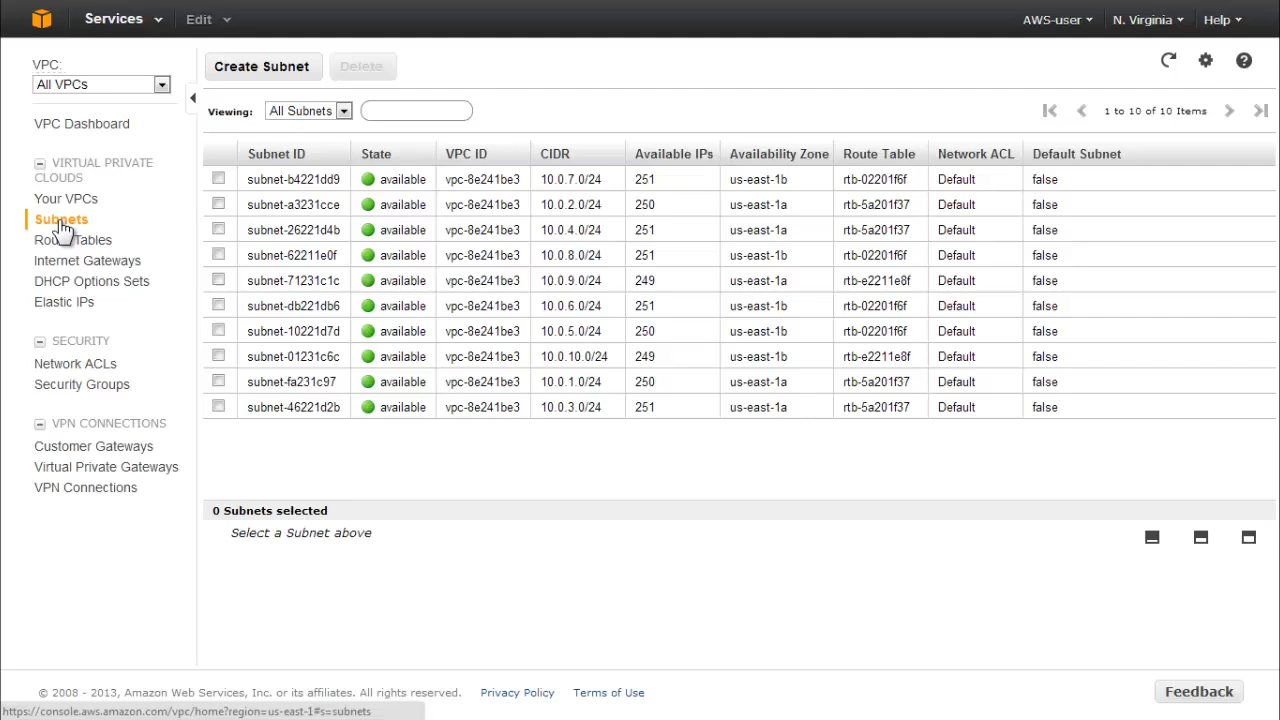 Services Edit AWS-user N. Virginia Help
VPC:
All VPCs
VPC Dashboard
VIRTUAL PRIVATE
CLOUDS
Your VPCs
Subnets
Route Tables
Internet Gateways
DHCP Options Sets
Elastic IPs
SECURITY
Network ACLs
Security Groups
VPN CONNECTIONS
Customer Gateways
Virtual Private Gateways
VPN Connections
Create Subnet Delete
Viewing: All Subnets 1 to 10 of 10 Items
Subnet ID State VPC ID CIDR Available IPs Availability Zone Route Table Network ACL Default Subnet
subnet-b4221dd9 available vpc-8e241be3 10.0.7.0/24 251 us-east-1b rtb-02201f6f Default false
subnet-a3231cce available vpc-8e241be3 10.0.2.0/24 250 us-east-1a rtb-5a201f37 Default false
subnet-26221d4b available vpc-8e241be3 10.0.4.0/24 251 us-east-1a rtb-5a201f37 Default false
subnet-62211e0f available vpc-8e241be3 10.0.8.0/24 251 us-east-1b rtb-02201f6f Default false
subnet-71231c1c available vpc-8e241be3 10.0.9.0/24 249 us-east-1a rtb-e2211e8f Default false
subnet-db221db6 available vpc-8e241be3 10.0.6.0/24 251 us-east-1b rtb-02201f6f Default false
subnet-10221d7d available vpc-8e241be3 10.0.5.0/24 250 us-east-1b rtb-02201f6f Default false
subnet-01231c6c available vpc-8e241be3 10.0.10.0/24 249 us-east-1b rtb-e2211e8f Default false
subnet-fa231c97 available vpc-8e241be3 10.0.1.0/24 250 us-east-1a rtb-5a201f37 Default false
subnet-46221d2b available vpc-8e241be3 10.0.3.0/24 251 us-east-1a rtb-5a201f37 Default false
0 Subnets selected
Select a Subnet above
© 2008 - 2013, Amazon Web Services, Inc. or its affiliates. All rights reserved. Privacy Policy Terms of Use Feedback
https://console.aws.amazon.com/vpc/home?region=us-east-1#s=subnets